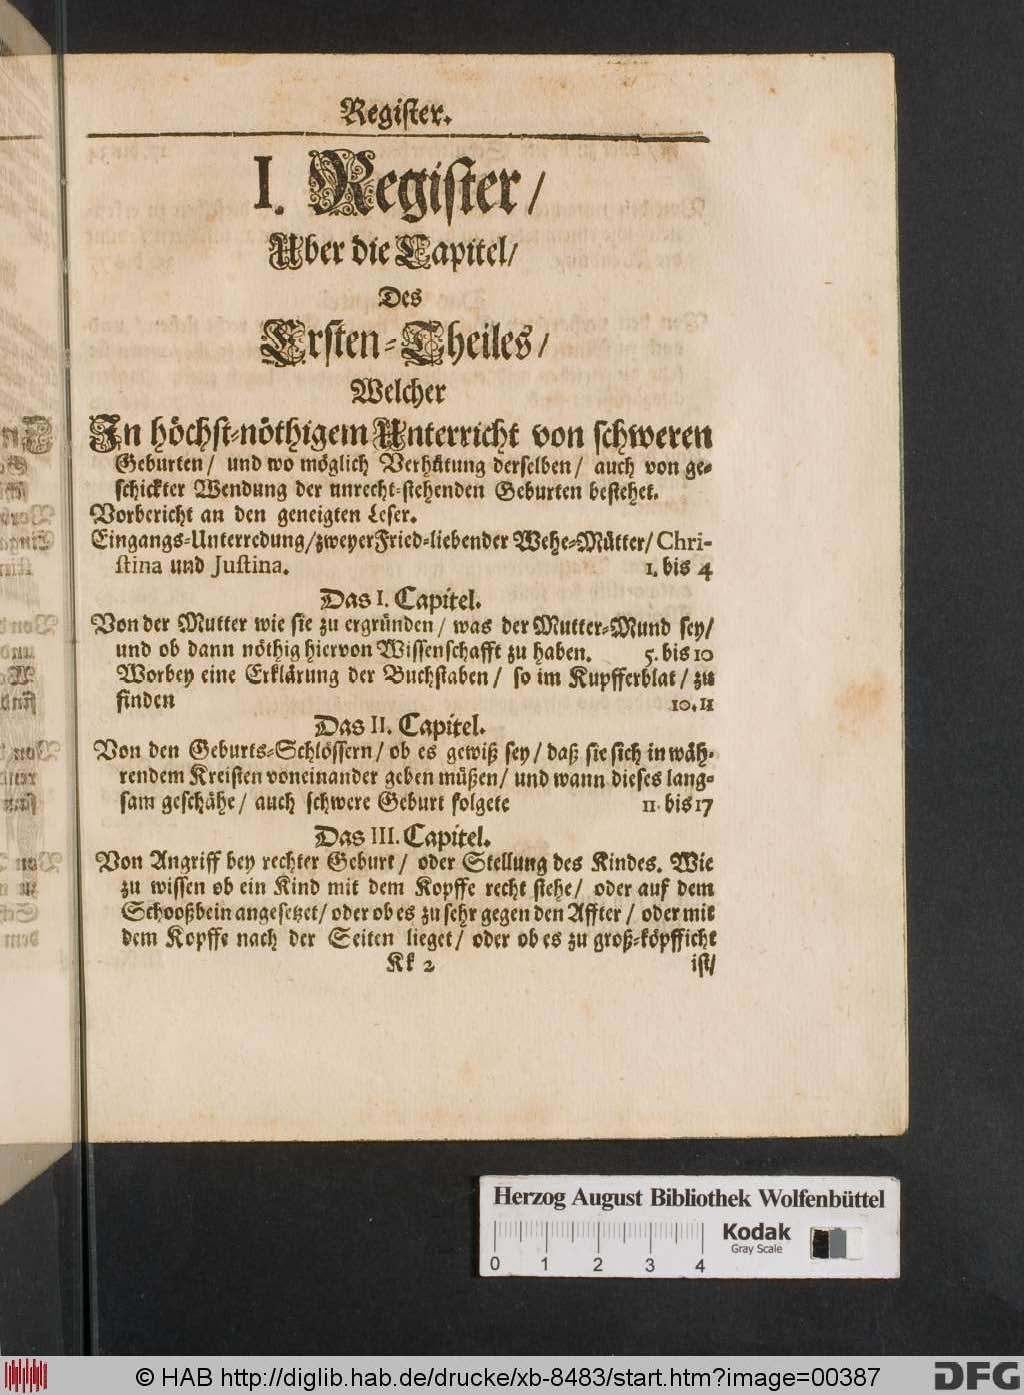 Register.
I. Register/
Uber die Capitel/
Des
Ersten-Theiles/
Welcher
In höchst-nöthigem Unterricht von schweren
Geburten/ und wo möglich Verhütung derselben/ auch von ge-
schickter Wendung der unrecht-stehenden Geburten bestehet.
Vorbericht an den geneigten Leser.
Eingangs-Unterredung/zweyer Fried-liebender Wehe-Mütter/ Chri-
stina und Justina. 1. bis 4
Das I. Capitel.
Von der Mutter wie sie zu ergründen/ was der Mutter-Mund sey/
und ob dann nöthig hiervon Wissenschafft zu haben. 5. bis 10
Worbey eine Erklärung der Buchstaben/ so im Kupfferblat/ zu
finden 10. 11
Das II. Capitel.
Von den Geburts-Schlössern/ ob es gewiß sey/ daß sie sich in wäh-
rendem Kreisten voneinander geben müßen/ und wann dieses lang-
sam geschähe/ auch schwere Geburt folgete 11. bis 17
Das III. Capitel.
Von Angriff bey rechter Geburt/ oder Stellung des Kindes. Wie
zu wissen ob ein Kind mit dem Kopffe recht stehe/ oder auf dem
Schooßbein angesetzet/ oder ob es zu sehr gegen den Affter/ oder mit
dem Kopffe nach der Seiten lieget/ oder ob es zu groß-köpfficht
Kk 2 ist/
Herzog August Bibliothek Wolfenbüttel
Kodak
Gray Scale
0 1 2 3 4
© HAB http://diglib.hab.de/drucke/xb-8483/start.htm?image=00387
DFG